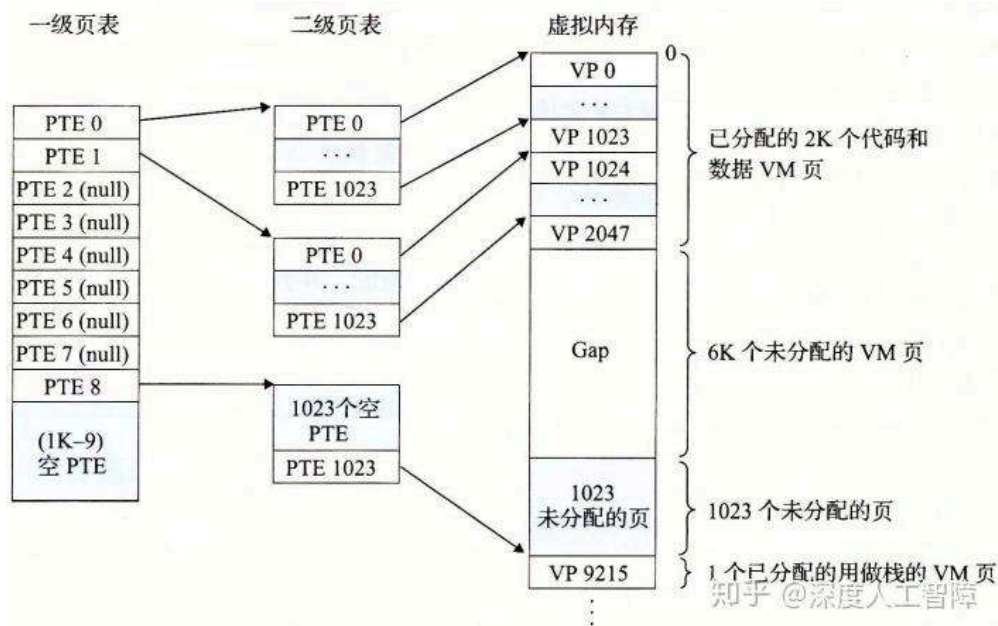 一级页表
二级页表
虚拟内存
PTE 0
PTE 1
PTE 2 (null)
PTE 3 (null)
PTE 4 (null)
PTE 5 (null)
PTE 6 (null)
PTE 7 (null)
PTE 8
(1K–9)
空 PTE
PTE 0
...
PTE 1023
PTE 0
...
PTE 1023
1023个空
PTE
PTE 1023
0
VP 0
...
VP 1023
VP 1024
...
VP 2047
Gap
1023
未分配的页
VP 9215
已分配的 2K 个代码和
数据 VM 页
6K 个未分配的 VM 页
1023 个未分配的页
1 个已分配的用做栈的 VM 页
知乎 @深度人工智障